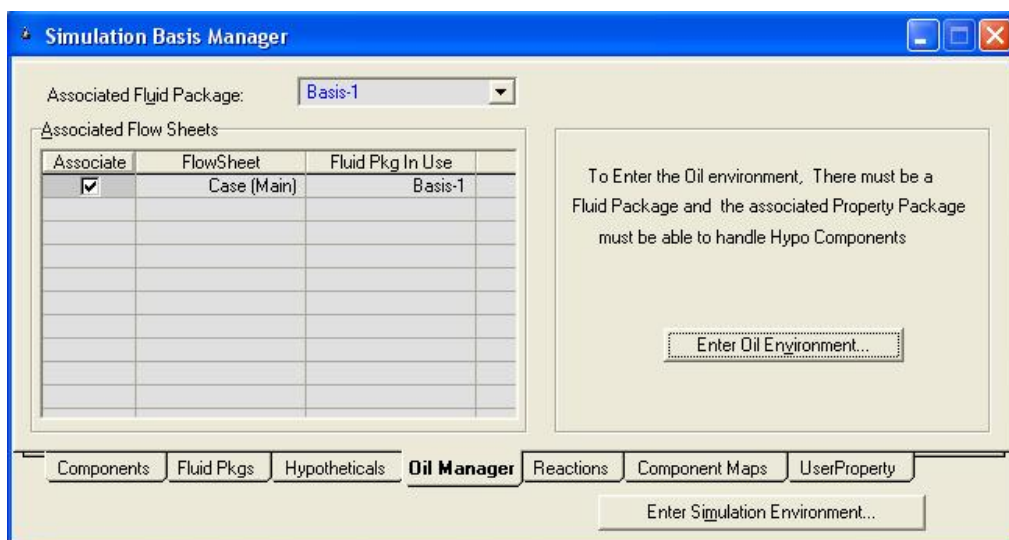 Simulation Basis Manager
Associated Fluid Package: Basis-1
Associated Flow Sheets
Associate FlowSheet Fluid Pkg In Use
Case (Main) Basis-1
To Enter the Oil environment, There must be a
Fluid Package and the associated Property Package
must be able to handle Hypo Components
Enter Oil Environment...
Components Fluid Pkgs Hypotheticals Oil Manager Reactions Component Maps UserProperty
Enter Simulation Environment...